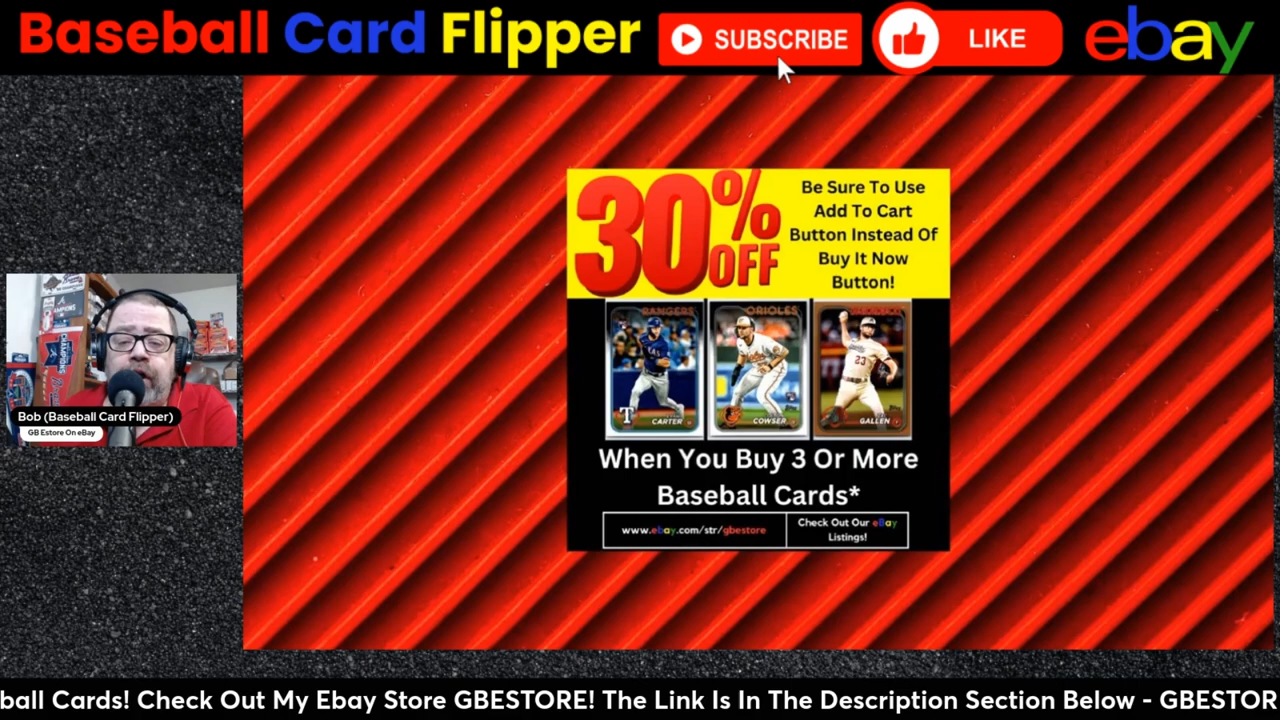 Baseball Card Flipper
SUBSCRIBE
LIKE
ebay
30% OFF
Be Sure To Use
Add To Cart
Button Instead Of
Buy It Now
Button!
RANGERS
ORIOLES
CARTER
COWSER
23
GALLEN
When You Buy 3 Or More
Baseball Cards*
www.ebay.com/str/gbestore
Check Out Our eBay
Listings!
CHAMPIONS
Bob (Baseball Card Flipper)
GB Estore On eBay
ball Cards! Check Out My Ebay Store GBESTORE! The Link Is In The Description Section Below - GBESTOR